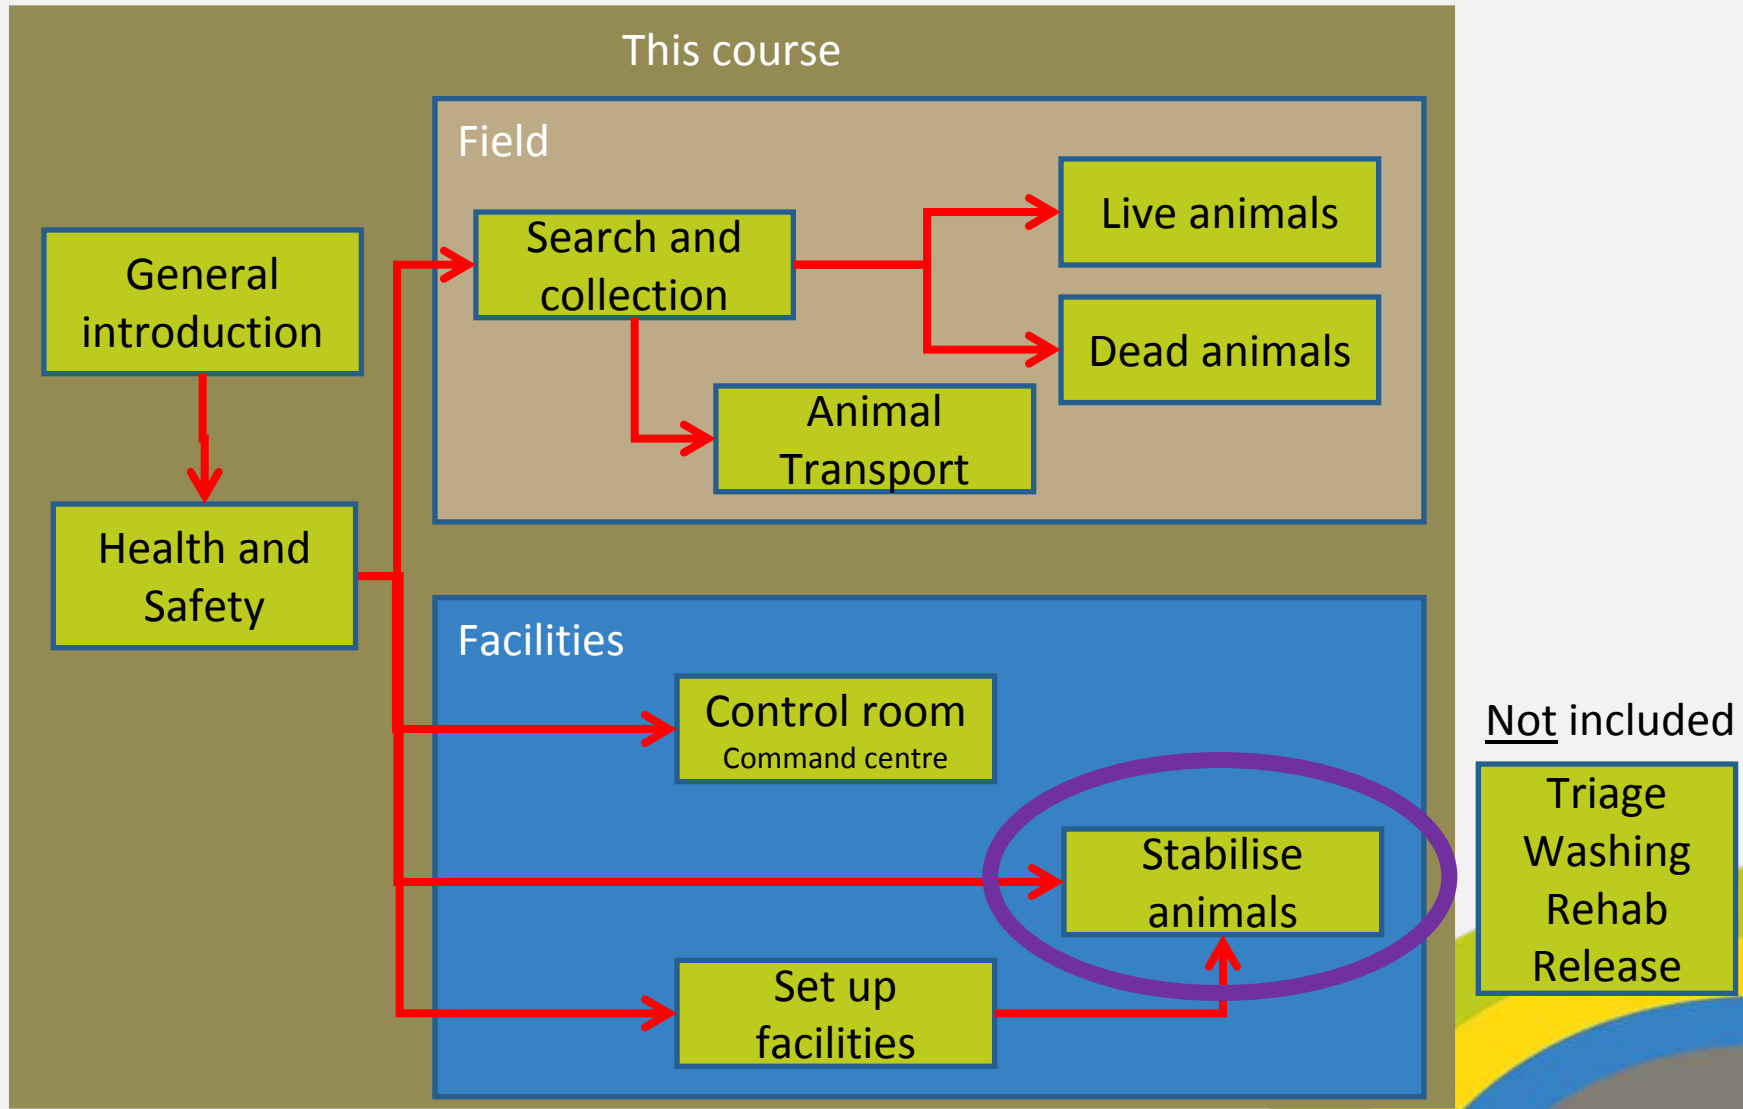 This course
Field
General
introduction
Search and
collection
Live animals
Dead animals
Animal
Transport
Health and
Safety
Facilities
Control room
Command centre
Stabilise
animals
Set up
facilities
Not included
Triage
Washing
Rehab
Release